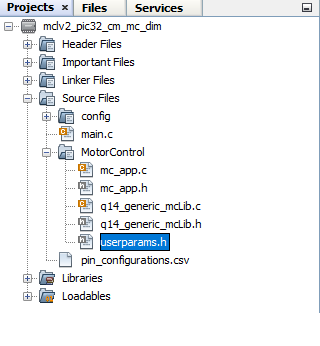 Projects × Files Services
mclv2_pic32_cm_mc_dim
Header Files
Important Files
Linker Files
Source Files
config
main.c
MotorControl
mc_app.c
mc_app.h
q14_generic_mcLib.c
q14_generic_mcLib.h
userparams.h
pin_configurations.csv
Libraries
Loadables